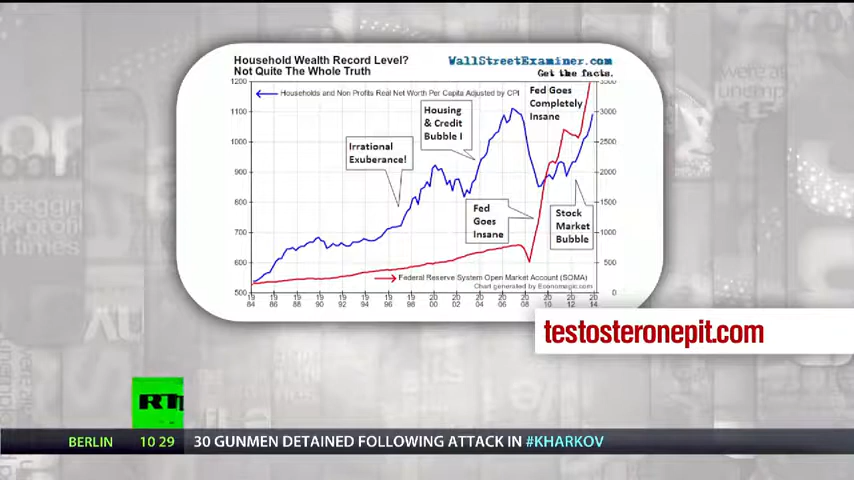 Household Wealth Record Level?
Not Quite The Whole Truth
WallStreetExaminer.com
Get the facts.
Households and Non Profits Real Net Worth Per Capita Adjusted by CPI
1200
1100
1000
900
800
700
600
500
3500
3000
2500
2000
1500
1000
500
0
Irrational
Exuberance!
Housing
& Credit
Bubble I
Fed Goes
Completely
Insane
Fed
Goes
Insane
Stock
Market
Bubble
Federal Reserve System Open Market Account (SOMA)
Chart generated by Economagic.com
19 19 19 19 19 19 19 19 20 20 20 20 20 20 20 20
84 86 88 90 92 94 96 98 00 02 04 06 08 10 12 14
testosteronepit.com
RT
BERLIN 10 29 30 GUNMEN DETAINED FOLLOWING ATTACK IN #KHARKOV